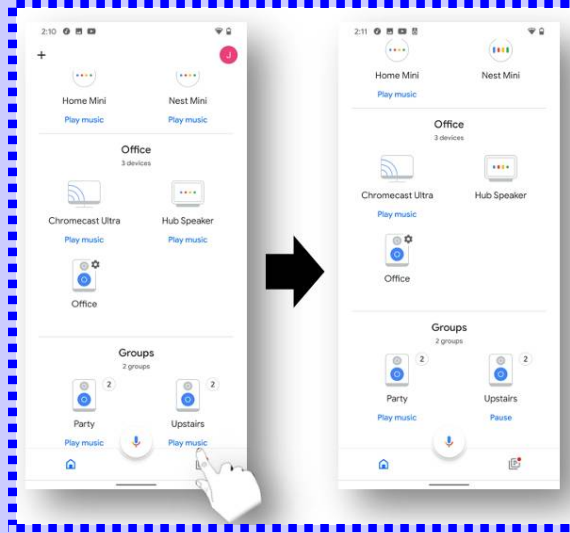 2:10
J
Home Mini
Nest Mini
Play music
Play music
Office
3 devices
Chromecast Ultra
Hub Speaker
Play music
Play music
Office
Groups
2 groups
2
2
Party
Upstairs
Play music
Play music
2:11
Home Mini
Nest Mini
Play music
Office
3 devices
Chromecast Ultra
Hub Speaker
Play music
Office
Groups
2 groups
2
2
Party
Upstairs
Play music
Pause